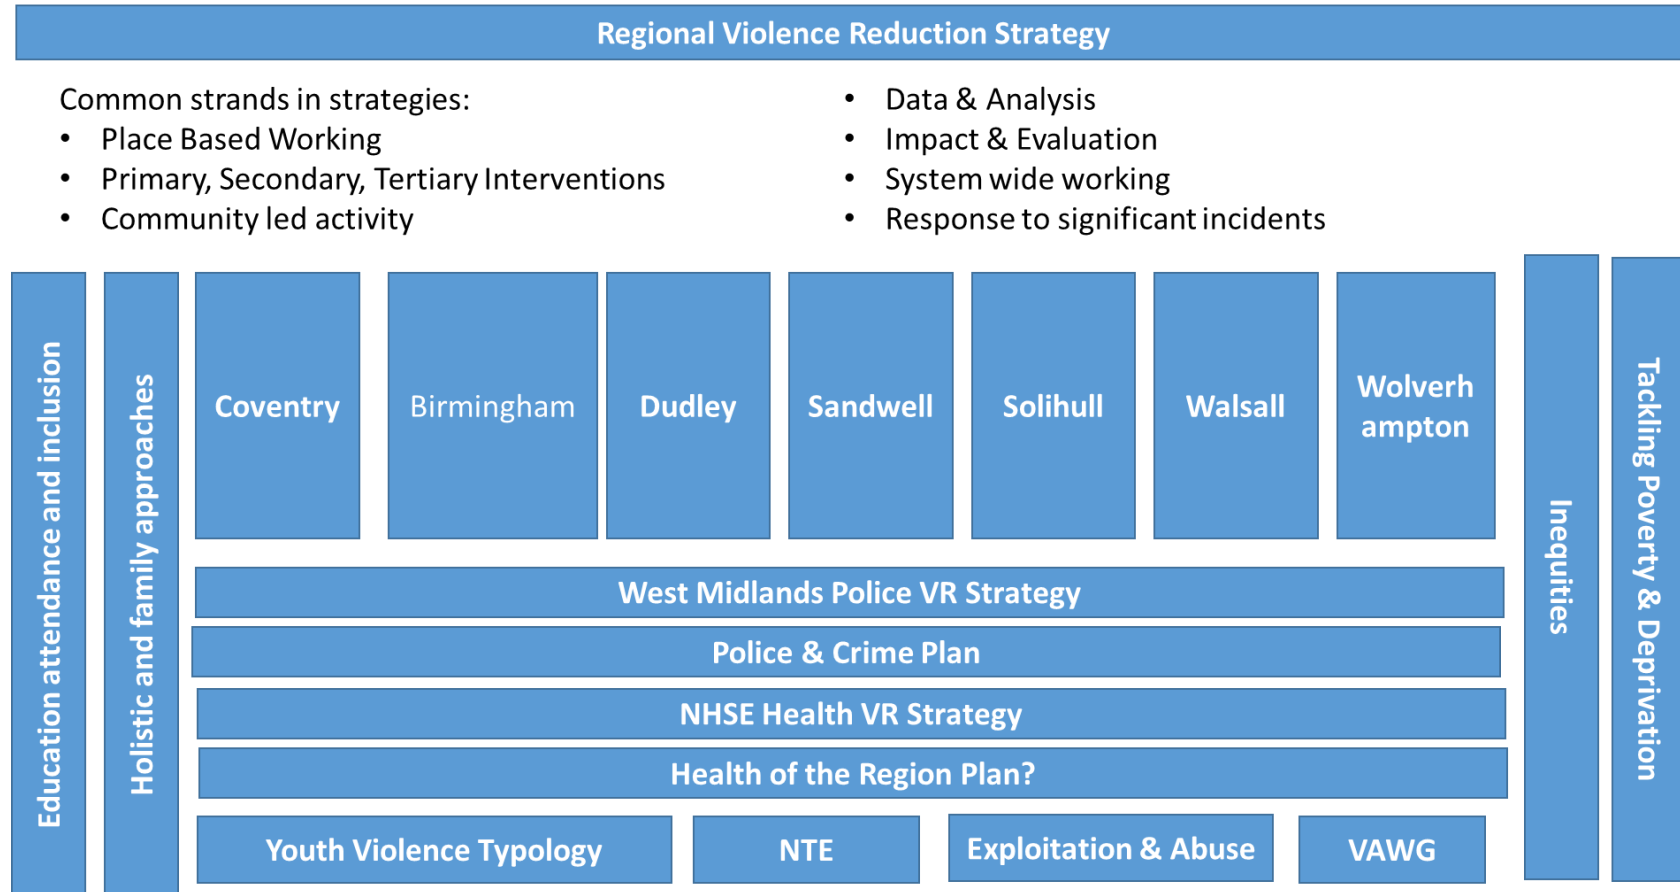 Regional Violence Reduction Strategy
Common strands in strategies:
• Place Based Working
• Primary, Secondary, Tertiary Interventions
• Community led activity
• Data & Analysis
• Impact & Evaluation
• System wide working
• Response to significant incidents
Education attendance and inclusion
Holistic and family approaches
Coventry
Birmingham
Dudley
Sandwell
Solihull
Walsall
Wolverh
ampton
West Midlands Police VR Strategy
Police & Crime Plan
NHSE Health VR Strategy
Health of the Region Plan?
Youth Violence Typology
NTE
Exploitation & Abuse
VAWG
Inequities
Tackling Poverty & Deprivation